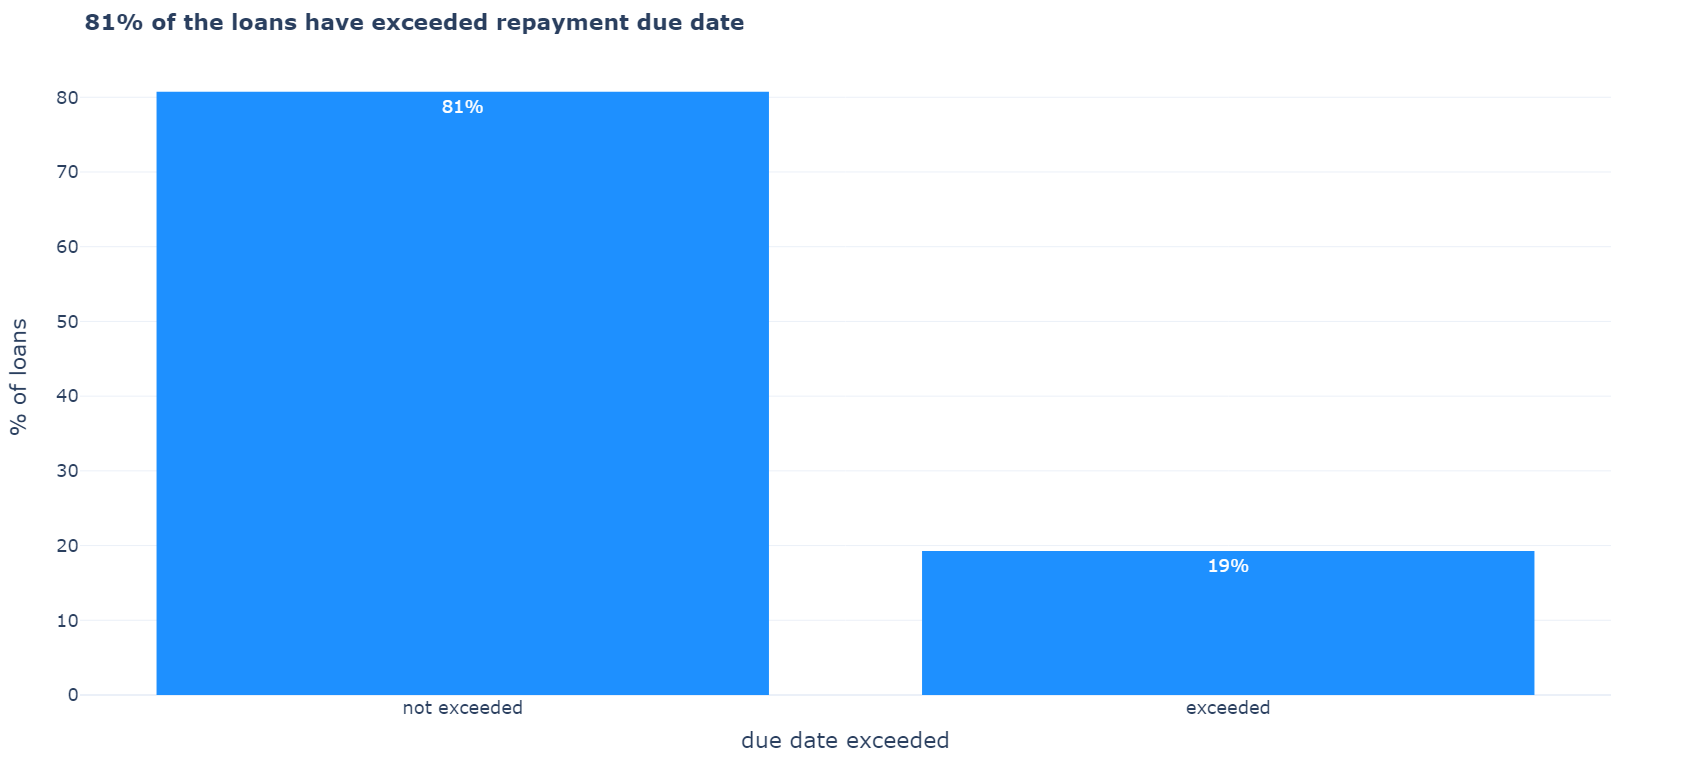 81% of the loans have exceeded repayment due date
80
70
60
50
40
30
20
10
0
% of loans
81%
19%
not exceeded
exceeded
due date exceeded